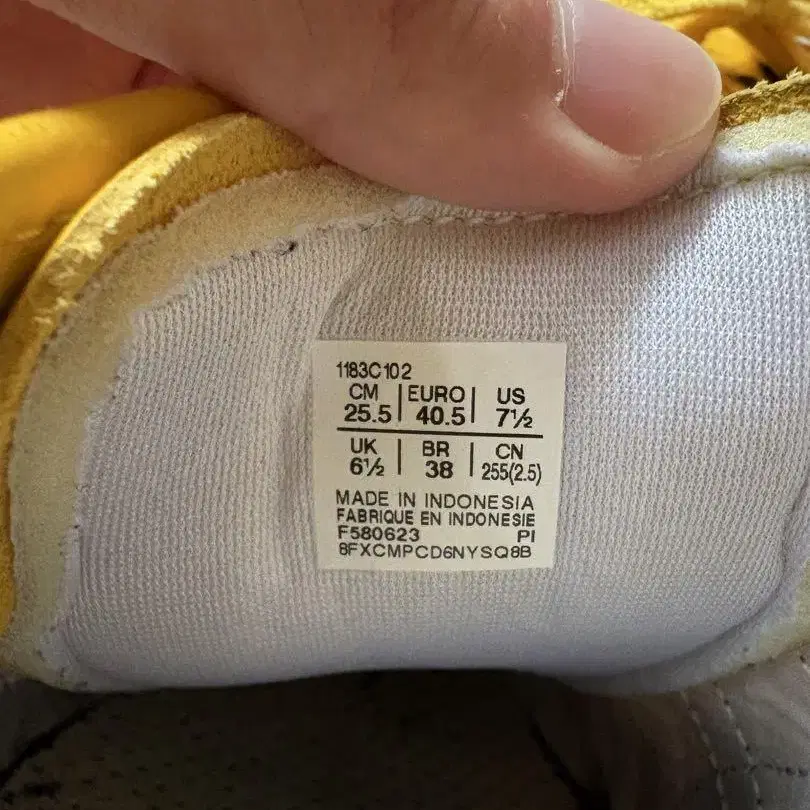 1183C102
CM | EURO | US
25.5 | 40.5 | 7½
UK | BR | CN
6½ | 38 | 255(2.5)
MADE IN INDONESIA
FABRIQUE EN INDONESIE
F580623 PI
8FXCMPCD6NYSQ8B